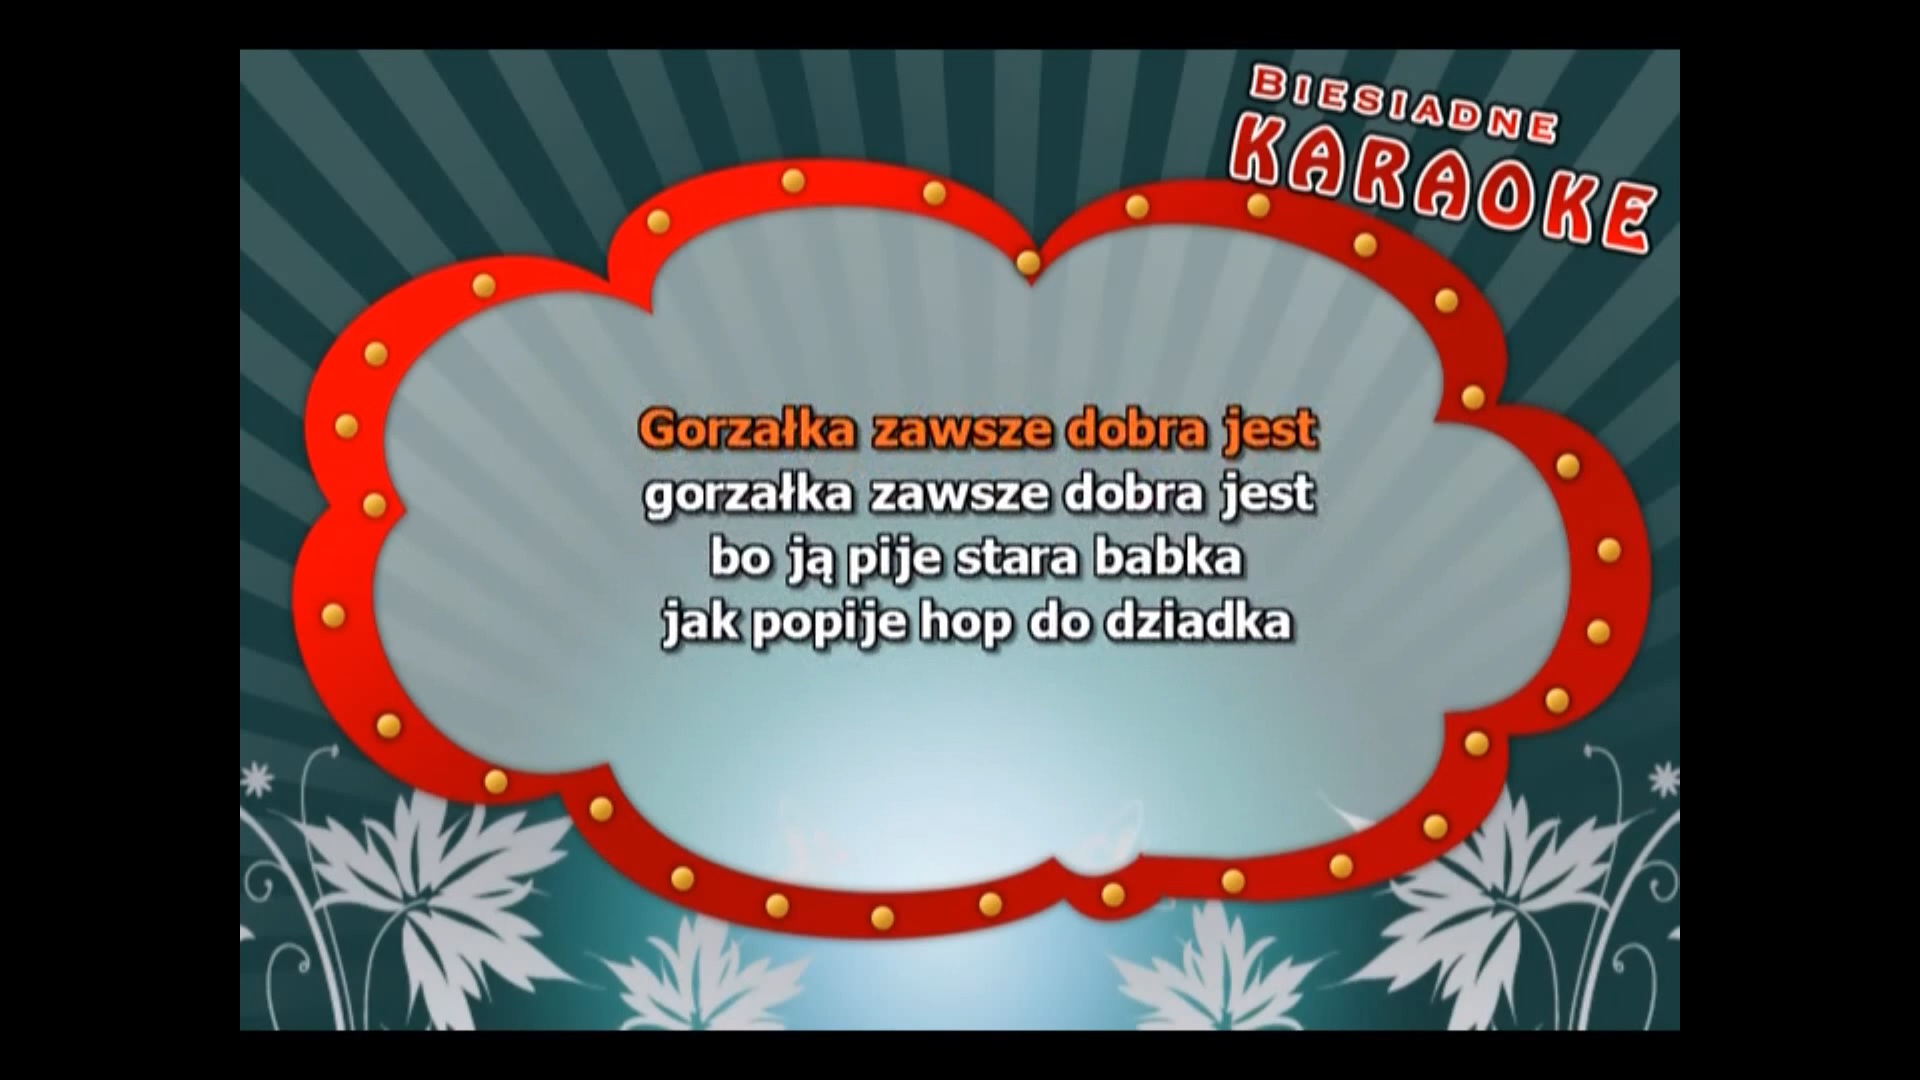 BIESIADNE
KARAOKE
Gorzałka zawsze dobra jest
gorzałka zawsze dobra jest
bo ją pije stara babka
jak popije hop do dziadka